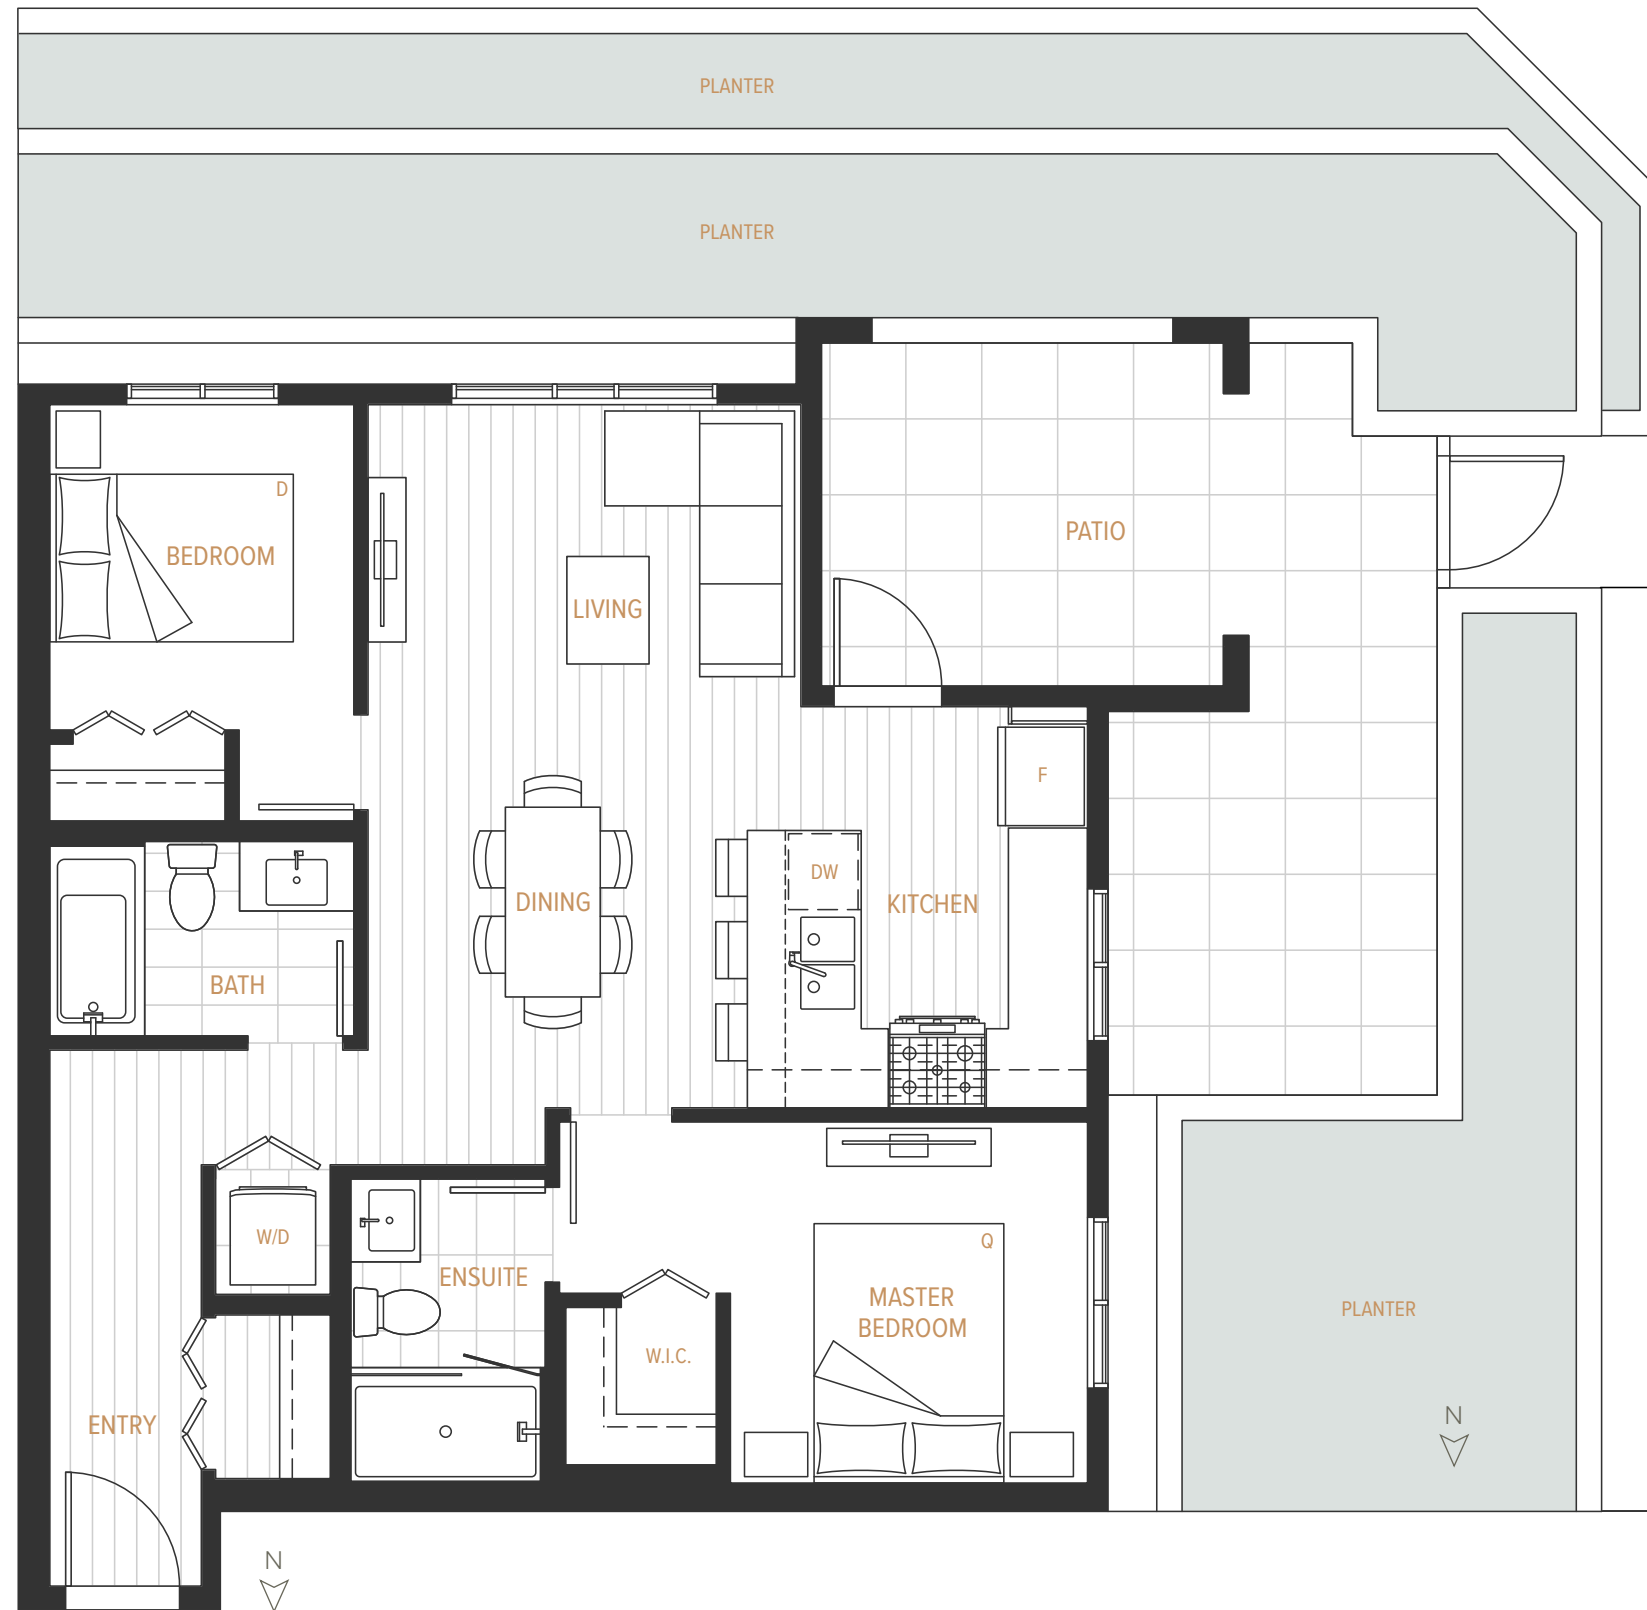 PLANTER
PLANTER
D
BEDROOM
PATIO
LIVING
F
DW
DINING
KITCHEN
BATH
W/D
Q
ENSUITE
MASTER
BEDROOM
PLANTER
W.I.C.
N
ENTRY
N